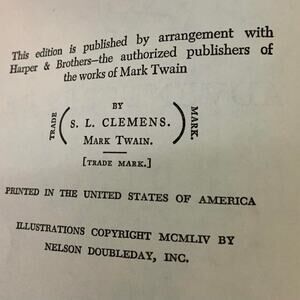 This edition is published by arrangement with
Harper & Brothers—the authorized publishers of
the works of Mark Twain
BY
TRADE ( S. L. CLEMENS. ) MARK.
MARK TWAIN.
[TRADE MARK.]
PRINTED IN THE UNITED STATES OF AMERICA
ILLUSTRATIONS COPYRIGHT MCMLIV BY
NELSON DOUBLEDAY, INC.